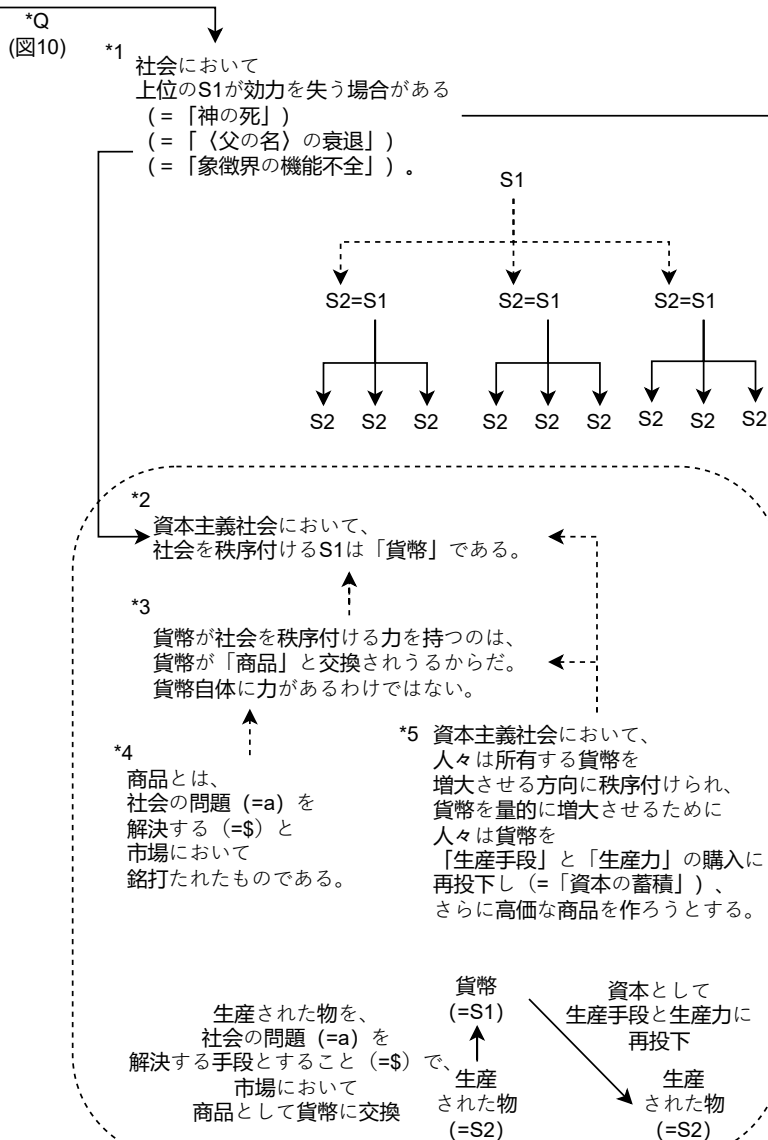 *Q
(図10)
*1
社会において
上位のS1が効力を失う場合がある
(=「神の死」)
(=「〈父の名〉の衰退」)
(=「象徴界の機能不全」)。
S1
S2=S1 S2=S1 S2=S1
S2 S2 S2 S2 S2 S2 S2 S2 S2
*2
資本主義社会において、
社会を秩序付けるS1は「貨幣」である。
*3
貨幣が社会を秩序付ける力を持つのは、
貨幣が「商品」と交換されうるからだ。
貨幣自体に力があるわけではない。
*4
商品とは、
社会の問題(=a)を
解決する(=$)と
市場において
銘打たれたものである。
*5 資本主義社会において、
人々は所有する貨幣を
増大させる方向に秩序付けられ、
貨幣を量的に増大させるために
人々は貨幣を
「生産手段」と「生産力」の購入に
再投下し(=「資本の蓄積」)、
さらに高価な商品を作ろうとする。
生産された物を、
社会の問題(=a)を
解決する手段とすること(=$)で、
市場において
商品として貨幣に交換
貨幣
(=S1)
生産
された物
(=S2)
資本として
生産手段と生産力に
再投下
生産
された物
(=S2)